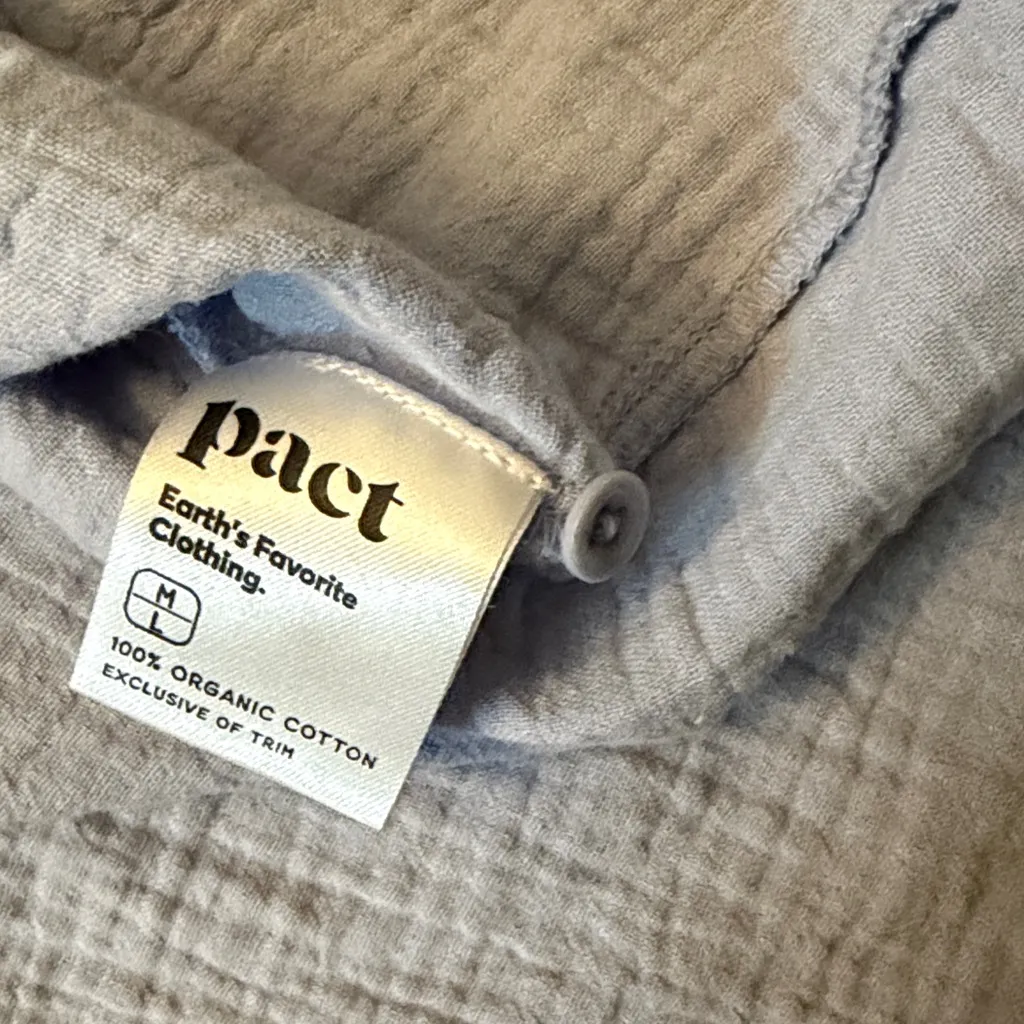 pact
Earth's Favorite
Clothing.
M
L
100% ORGANIC COTTON
EXCLUSIVE OF TRIM